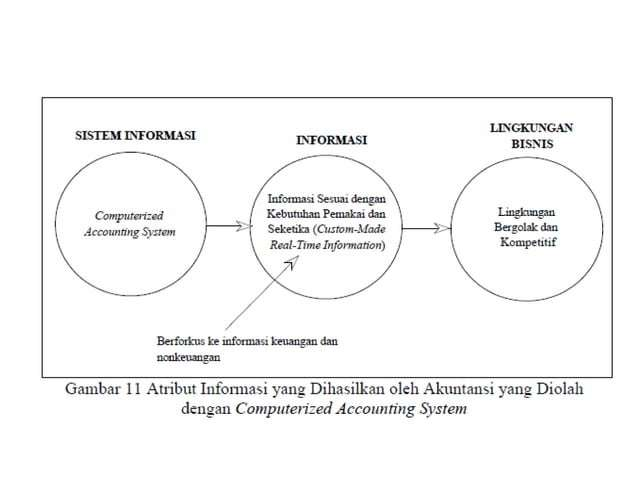 SISTEM INFORMASI
INFORMASI
LINGKUNGAN
BISNIS
Computerized
Accounting System
Informasi Sesuai dengan
Kebutuhan Pemakai dan
Seketika (Custom-Made
Real-Time Information)
Lingkungan
Bergolak dan
Kompetitif
Berforkus ke informasi keuangan dan
nonkeuangan
Gambar 11 Atribut Informasi yang Dihasilkan oleh Akuntansi yang Diolah
dengan Computerized Accounting System